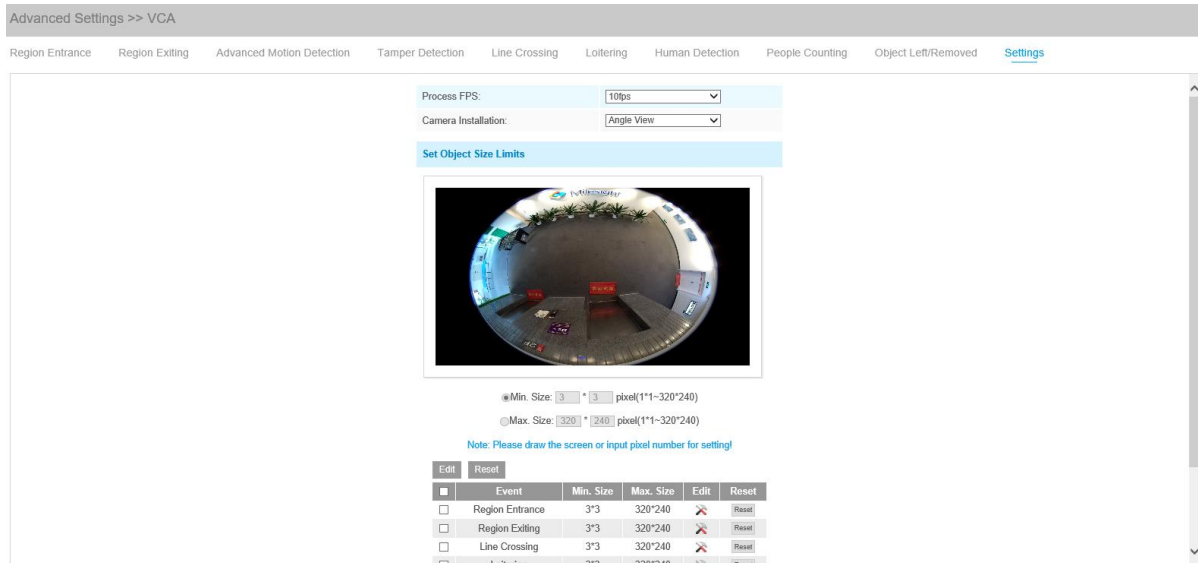 Advanced Settings >> VCA
Region Entrance Region Exiting Advanced Motion Detection Tamper Detection Line Crossing Loitering Human Detection People Counting Object Left/Removed Settings
Process FPS: 10fps
Camera Installation: Angle View
Set Object Size Limits
Milesight
Min. Size: 3 * 3 pixel(1*1~320*240)
Max. Size: 320 * 240 pixel(1*1~320*240)
Note: Please draw the screen or input pixel number for setting!
Edit Reset
Event Min. Size Max. Size Edit Reset
Region Entrance 3*3 320*240 Reset
Region Exiting 3*3 320*240 Reset
Line Crossing 3*3 320*240 Reset